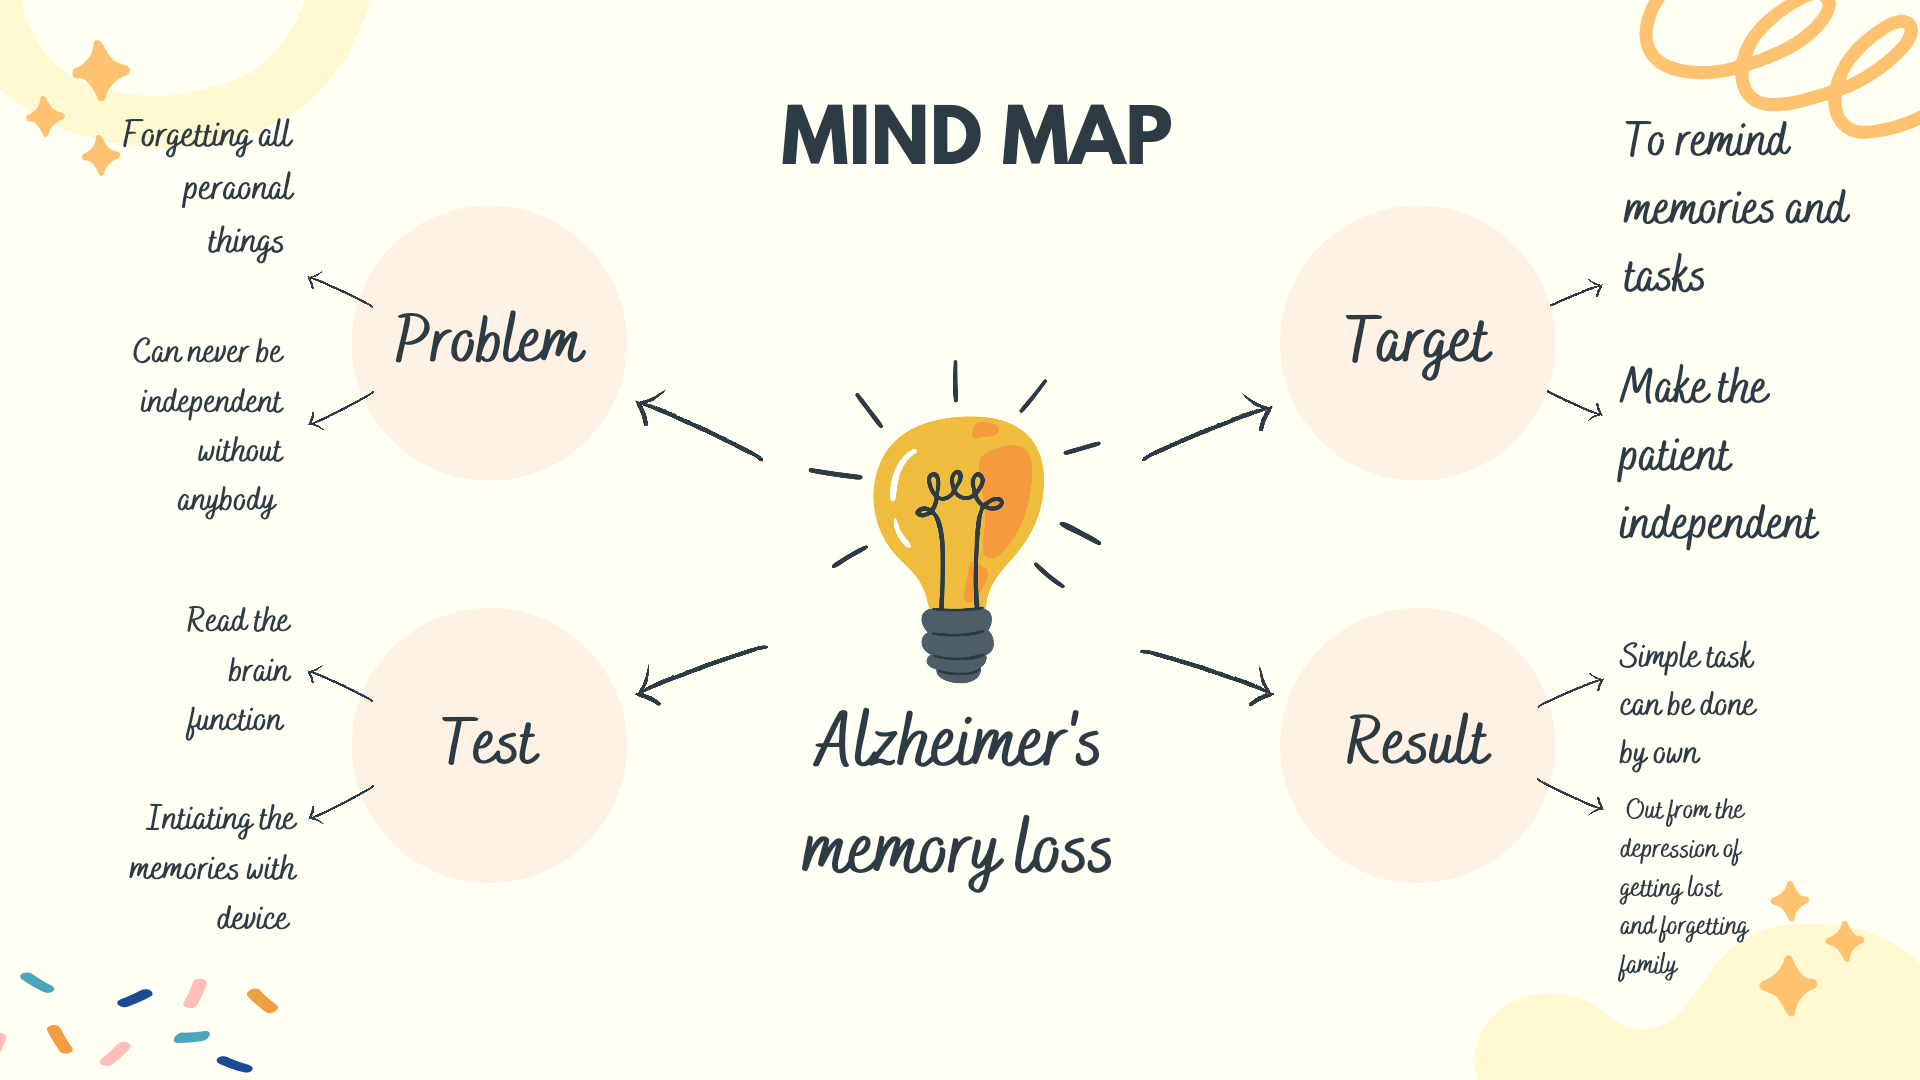 MIND MAP
Forgetting all
peraonal
things
Can never be
independent
without
anybody
Problem
Target
To remind
memories and
tasks
Make the
patient
independent
Read the
brain
function
Intiating the
memories with
device
Test
Alzheimer's
memory loss
Result
Simple task
can be done
by own
Out from the
depression of
getting lost
and forgetting
family